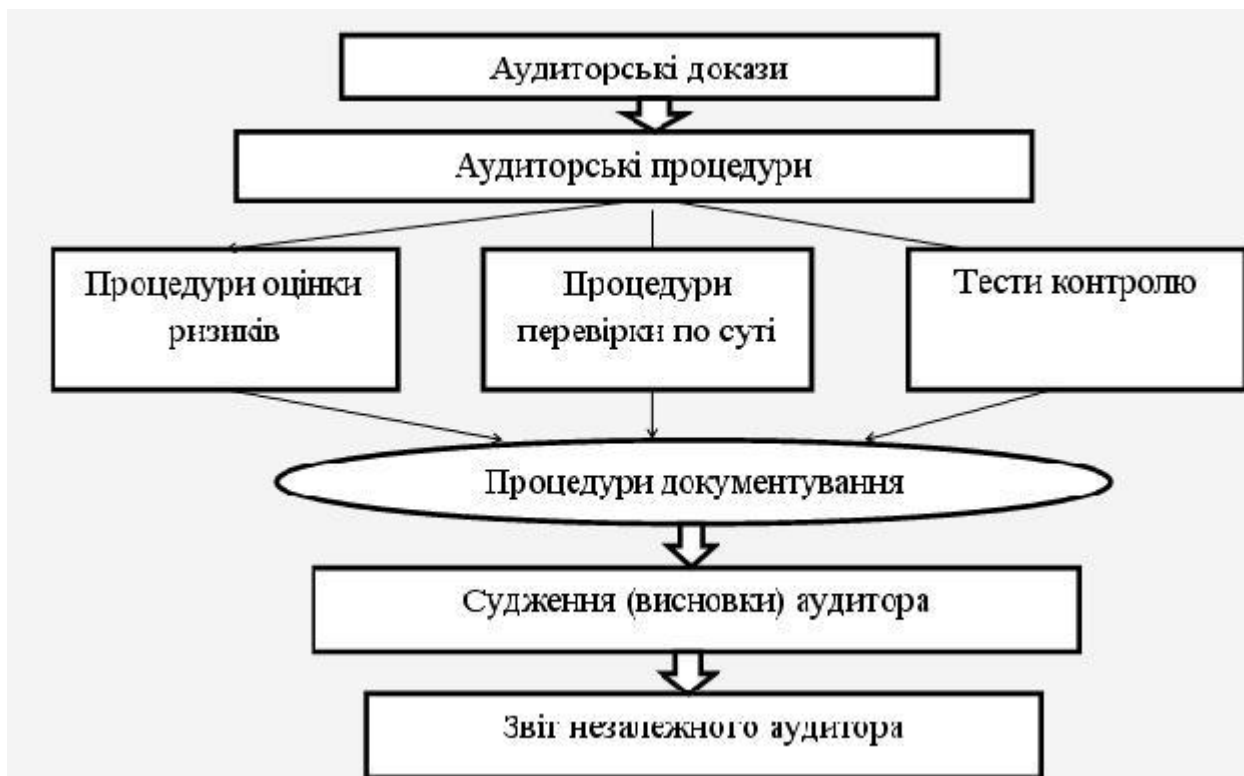 Аудиторські докази
Аудиторські процедури
Процедури оцінки
ризиків
Процедури
перевірки по суті
Тести контролю
Процедури документування
Судження (висновки) аудитора
Звіт незалежного аудитора